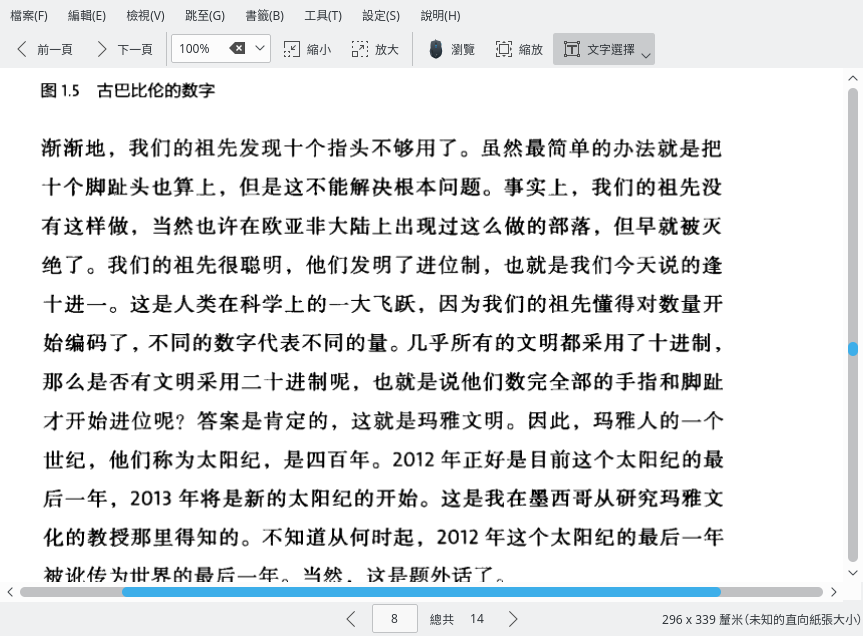 檔案(F) 編輯(E) 檢視(V) 跳至(G) 書籤(B) 工具(T) 設定(S) 說明(H)
前一頁 下一頁 100% 縮小 放大 瀏覽 縮放 文字選擇
图 1.5 古巴比伦的数字
渐渐地，我们的祖先发现十个指头不够用了。虽然最简单的办法就是把
十个脚趾头也算上，但是这不能解决根本问题。事实上，我们的祖先没
有这样做，当然也许在欧亚非大陆上出现过这么做的部落，但早就被灭
绝了。我们的祖先很聪明，他们发明了进位制，也就是我们今天说的逢
十进一。这是人类在科学上的一大飞跃，因为我们的祖先懂得对数量开
始编码了，不同的数字代表不同的量。几乎所有的文明都采用了十进制，
那么是否有文明采用二十进制呢，也就是说他们数完全部的手指和脚趾
才开始进位呢？答案是肯定的，这就是玛雅文明。因此，玛雅人的一个
世纪，他们称为太阳纪，是四百年。2012 年正好是目前这个太阳纪的最
后一年，2013 年将是新的太阳纪的开始。这是我在墨西哥从研究玛雅文
化的教授那里得知的。不知道从何时起，2012 年这个太阳纪的最后一年
被讹传为世界的最后一年。当然，这是题外话了。
8 總共 14 296 x 339 釐米(未知的直向紙張大小)